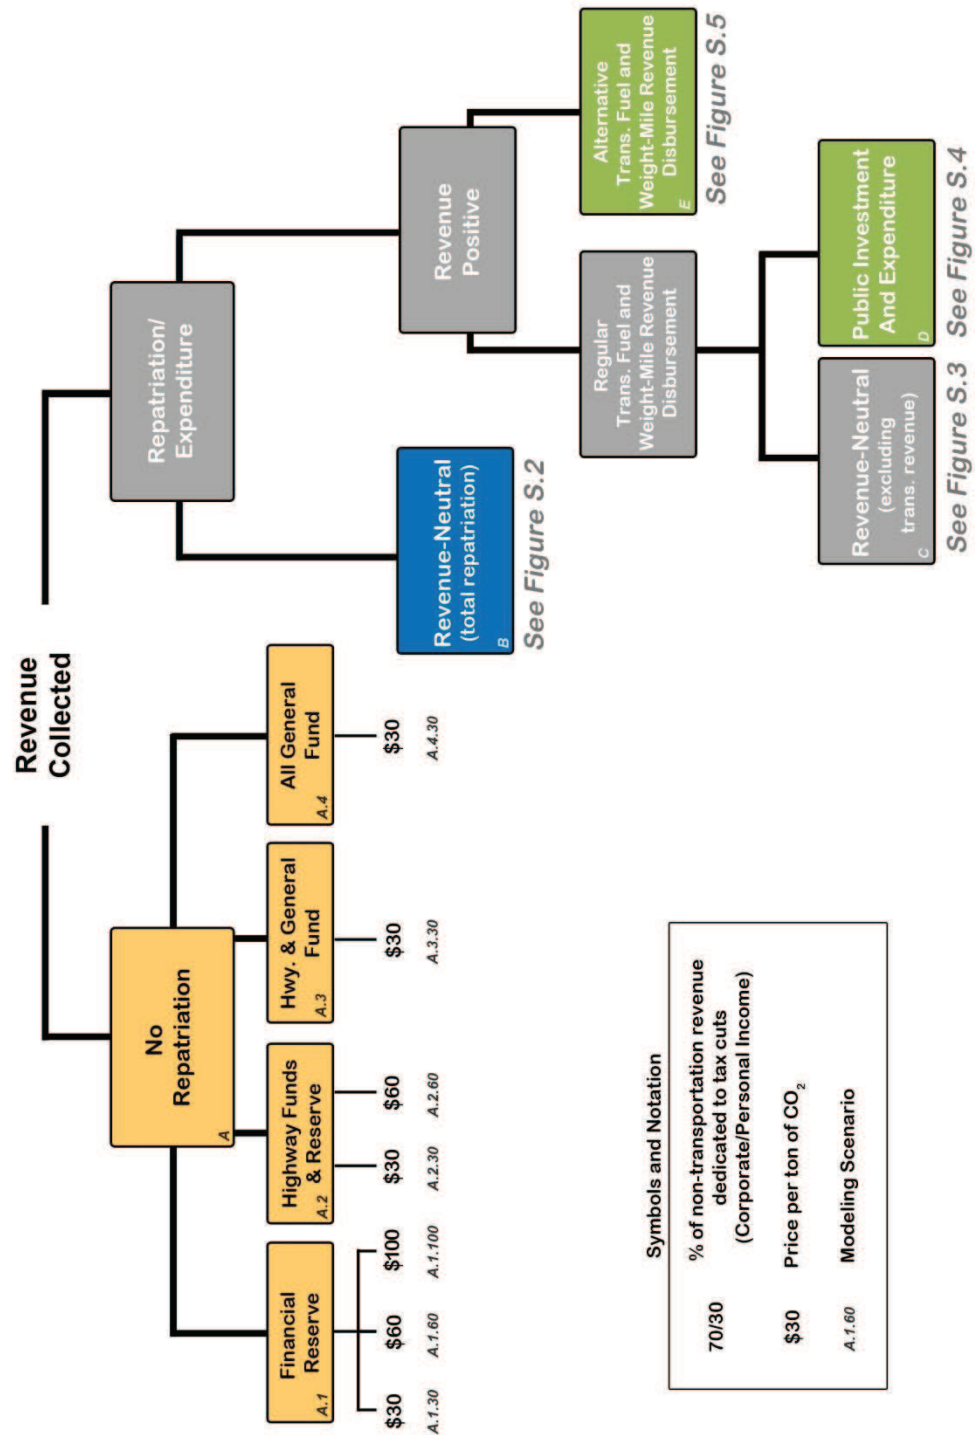 Revenue
Collected
No
Repatriation
A
Financial
Reserve
A.1
$30
$60
$100
A.1.30
A.1.60
A.1.100
Highway Funds
& Reserve
A.2
$30
$60
A.2.30
A.2.60
Hwy. & General
Fund
A.3
$30
A.3.30
All General
Fund
A.4
$30
A.4.30
Repatriation/
Expenditure
Revenue-Neutral
(total repatriation)
B
See Figure S.2
Revenue
Positive
Regular
Trans. Fuel and
Weight-Mile Revenue
Disbursement
Alternative
Trans. Fuel and
Weight-Mile Revenue
Disbursement
E
See Figure S.5
Revenue-Neutral
(excluding
trans. revenue)
C
See Figure S.3
Public Investment
And Expenditure
D
See Figure S.4
Symbols and Notation
70/30 % of non-transportation revenue
dedicated to tax cuts
(Corporate/Personal Income)
$30 Price per ton of CO₂
A.1.60 Modeling Scenario